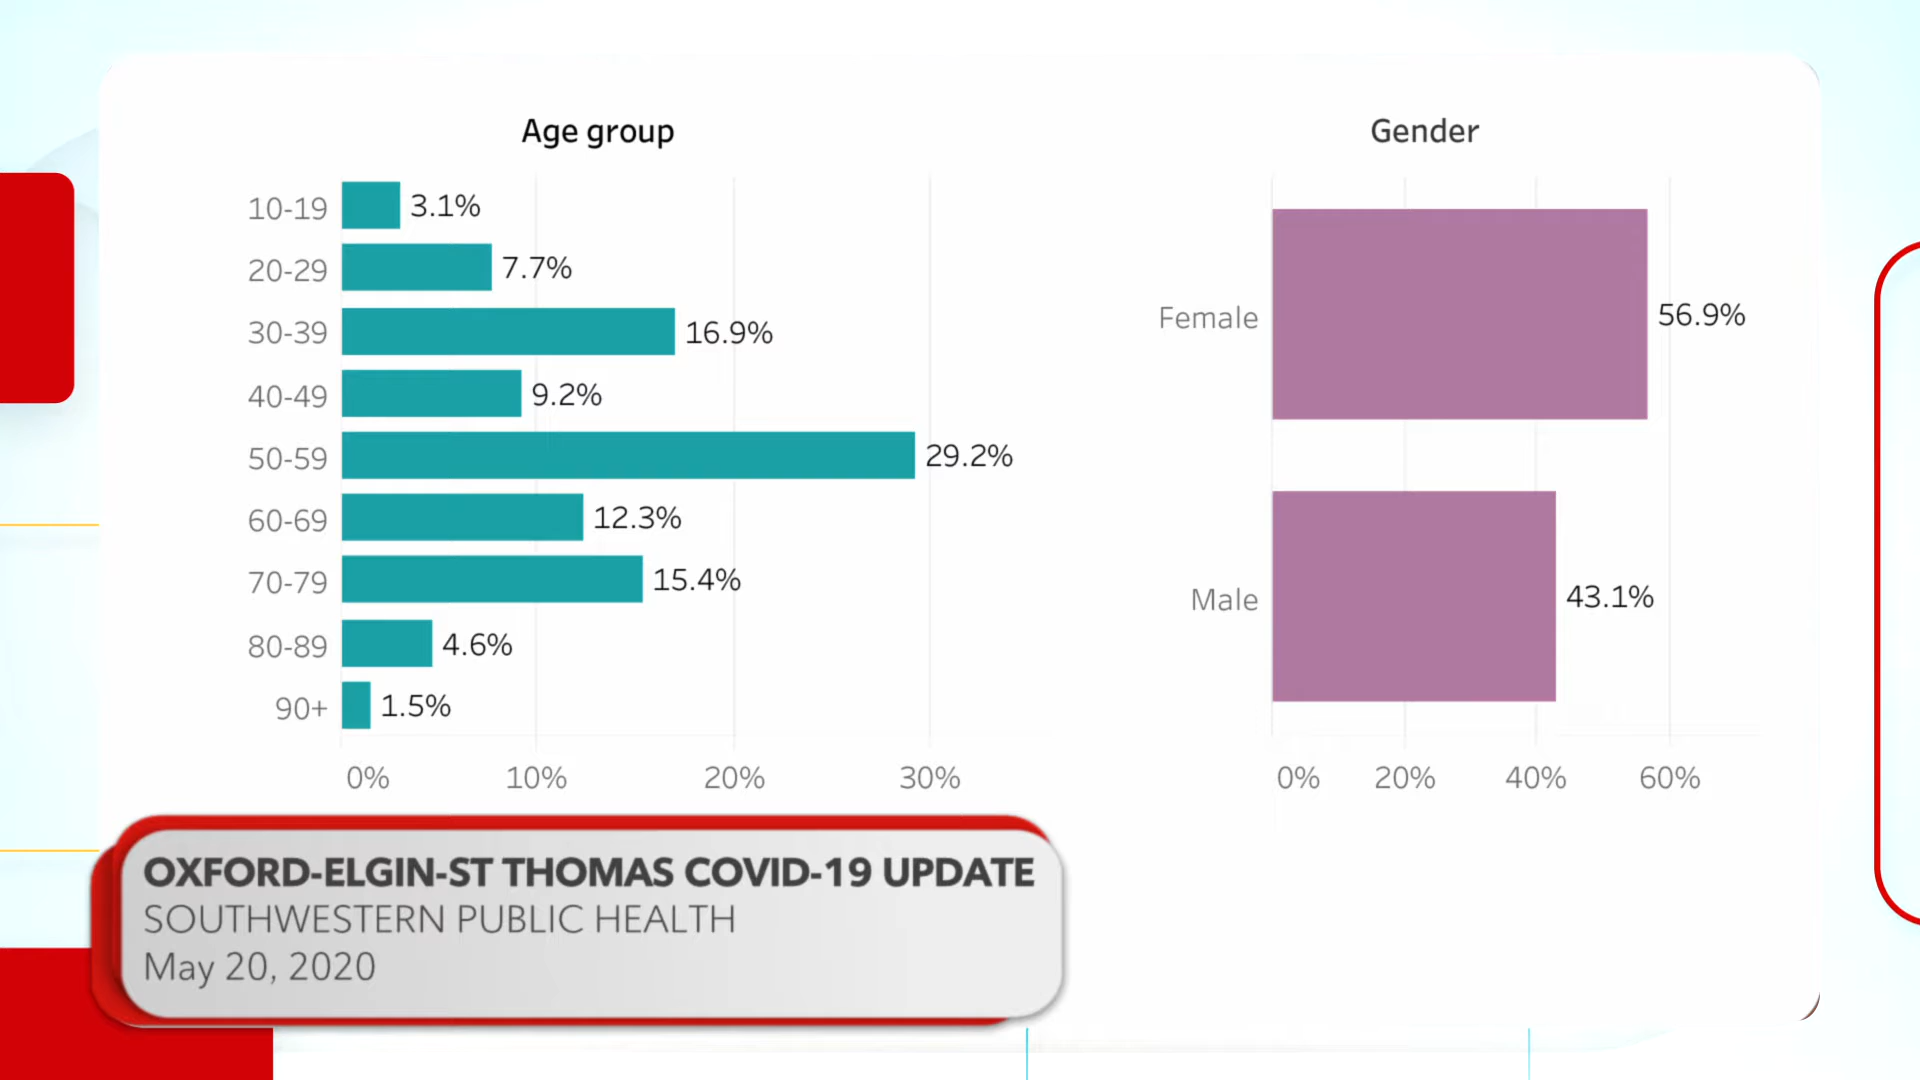 Age group
10-19 3.1%
20-29 7.7%
30-39 16.9%
40-49 9.2%
50-59 29.2%
60-69 12.3%
70-79 15.4%
80-89 4.6%
90+ 1.5%
0% 10% 20% 30%
Gender
Female 56.9%
Male 43.1%
0% 20% 40% 60%
OXFORD-ELGIN-ST THOMAS COVID-19 UPDATE
SOUTHWESTERN PUBLIC HEALTH
May 20, 2020